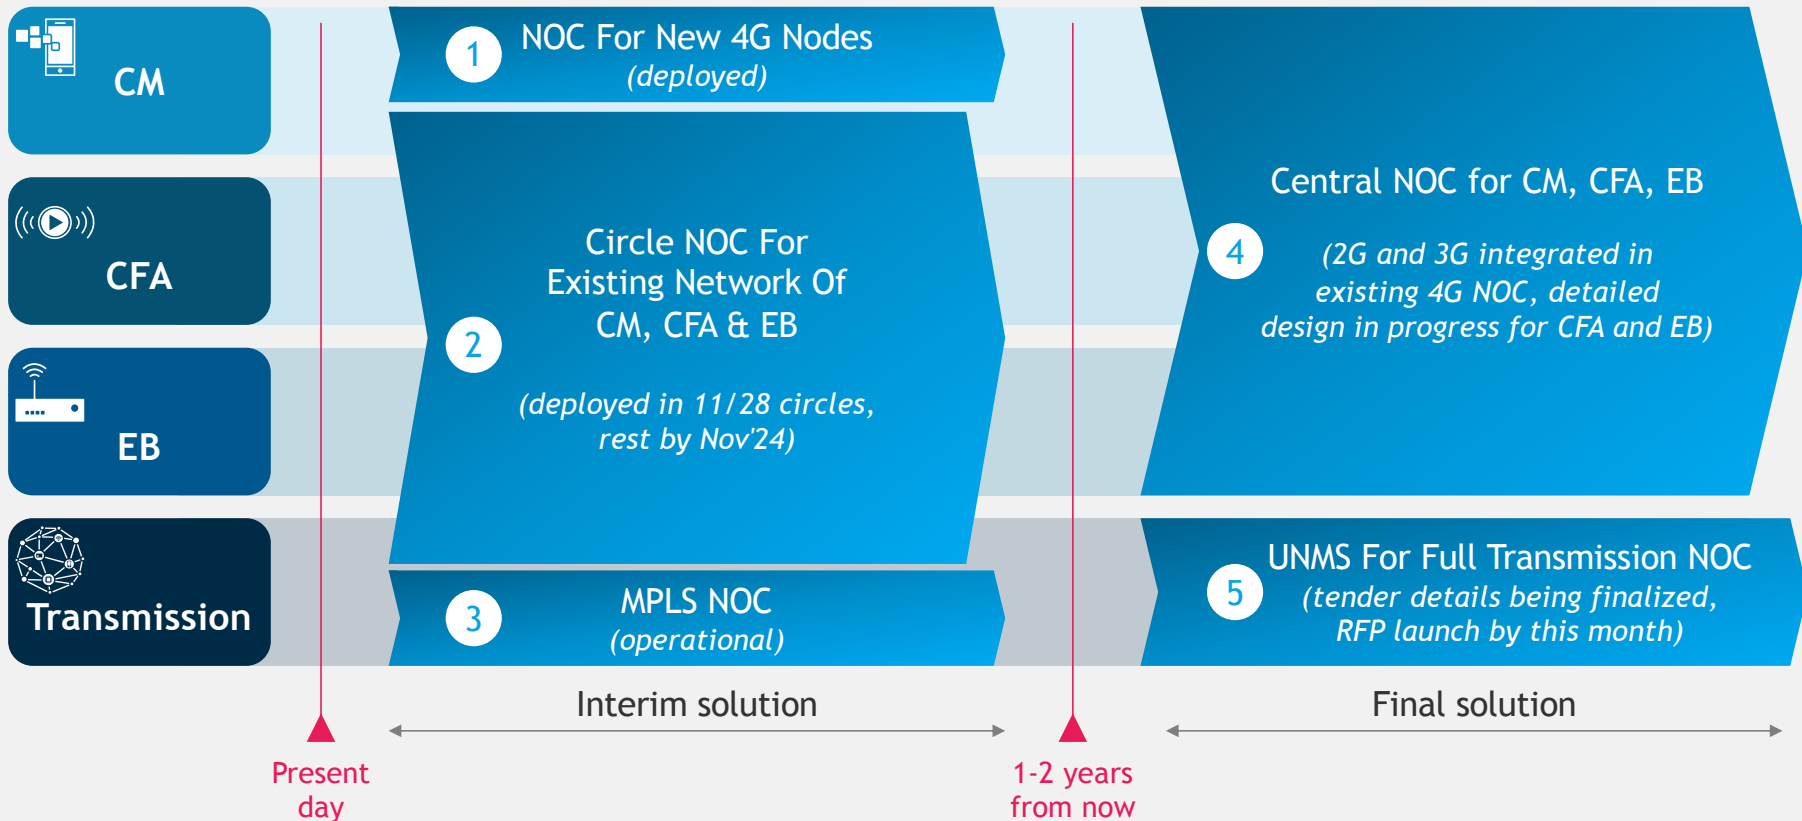 CM
1
NOC For New 4G Nodes
(deployed)
CFA
EB
2
Circle NOC For
Existing Network Of
CM, CFA & EB
(deployed in 11/28 circles,
rest by Nov'24)
4
Central NOC for CM, CFA, EB
(2G and 3G integrated in
existing 4G NOC, detailed
design in progress for CFA and EB)
Transmission
3
MPLS NOC
(operational)
5
UNMS For Full Transmission NOC
(tender details being finalized,
RFP launch by this month)
Interim solution
Final solution
Present
day
1-2 years
from now